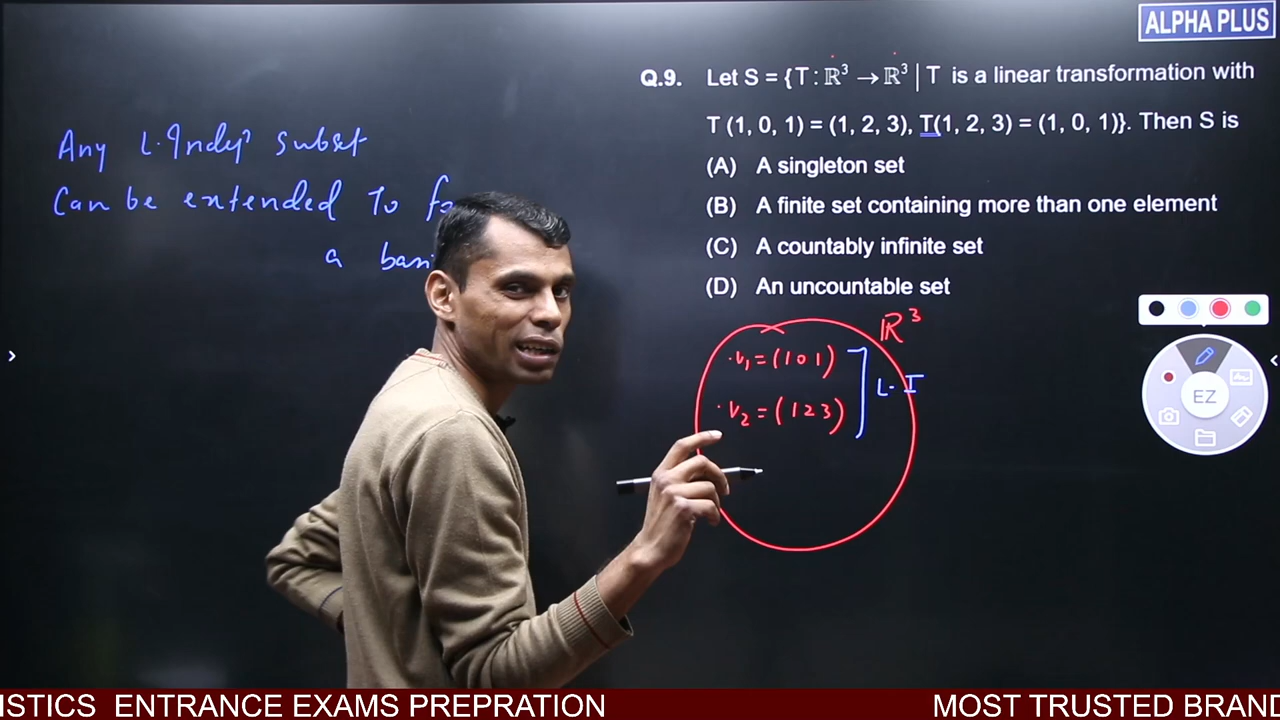 ALPHA PLUS
Q.9. Let S = {T : ℝ³ → ℝ³ | T is a linear transformation with
T (1, 0, 1) = (1, 2, 3), T(1, 2, 3) = (1, 0, 1)}. Then S is
(A) A singleton set
(B) A finite set containing more than one element
(C) A countably infinite set
(D) An uncountable set
Any L. Indepⁿ subset
Can be extended To fo
a basi
ℝ³
v₁ = (1 0 1)
v₂ = (1 2 3)
L. I
EZ
ISTICS ENTRANCE EXAMS PREPRATION
MOST TRUSTED BRAND